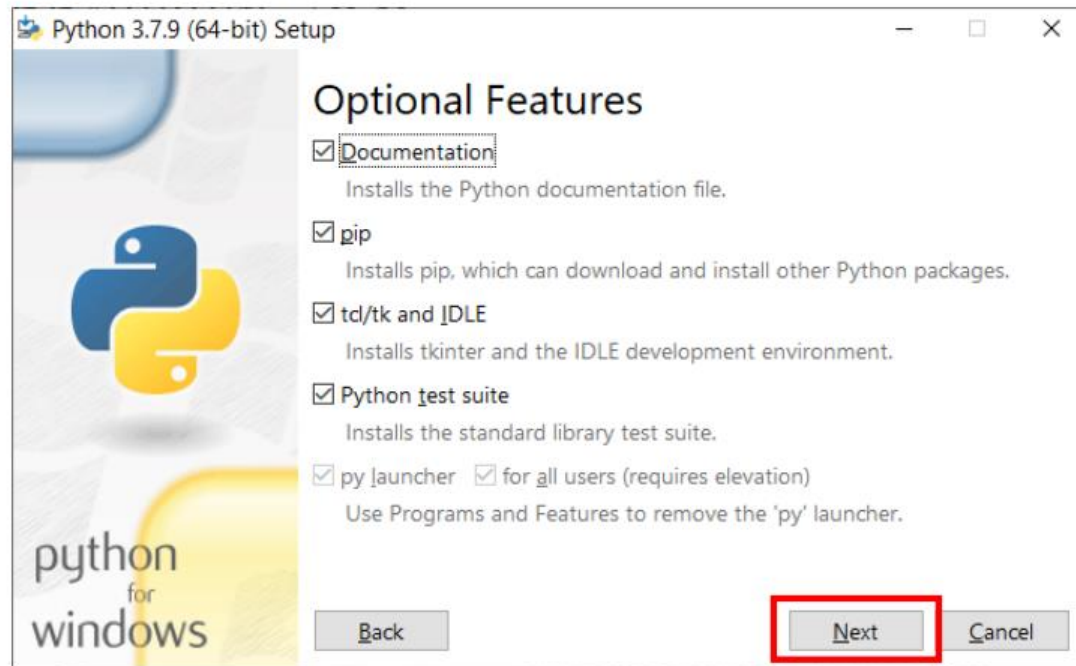 Python 3.7.9 (64-bit) Setup
Optional Features
Documentation
Installs the Python documentation file.
pip
Installs pip, which can download and install other Python packages.
tcl/tk and IDLE
Installs tkinter and the IDLE development environment.
Python test suite
Installs the standard library test suite.
py launcher for all users (requires elevation)
Use Programs and Features to remove the 'py' launcher.
python
for
windows
Back Next Cancel